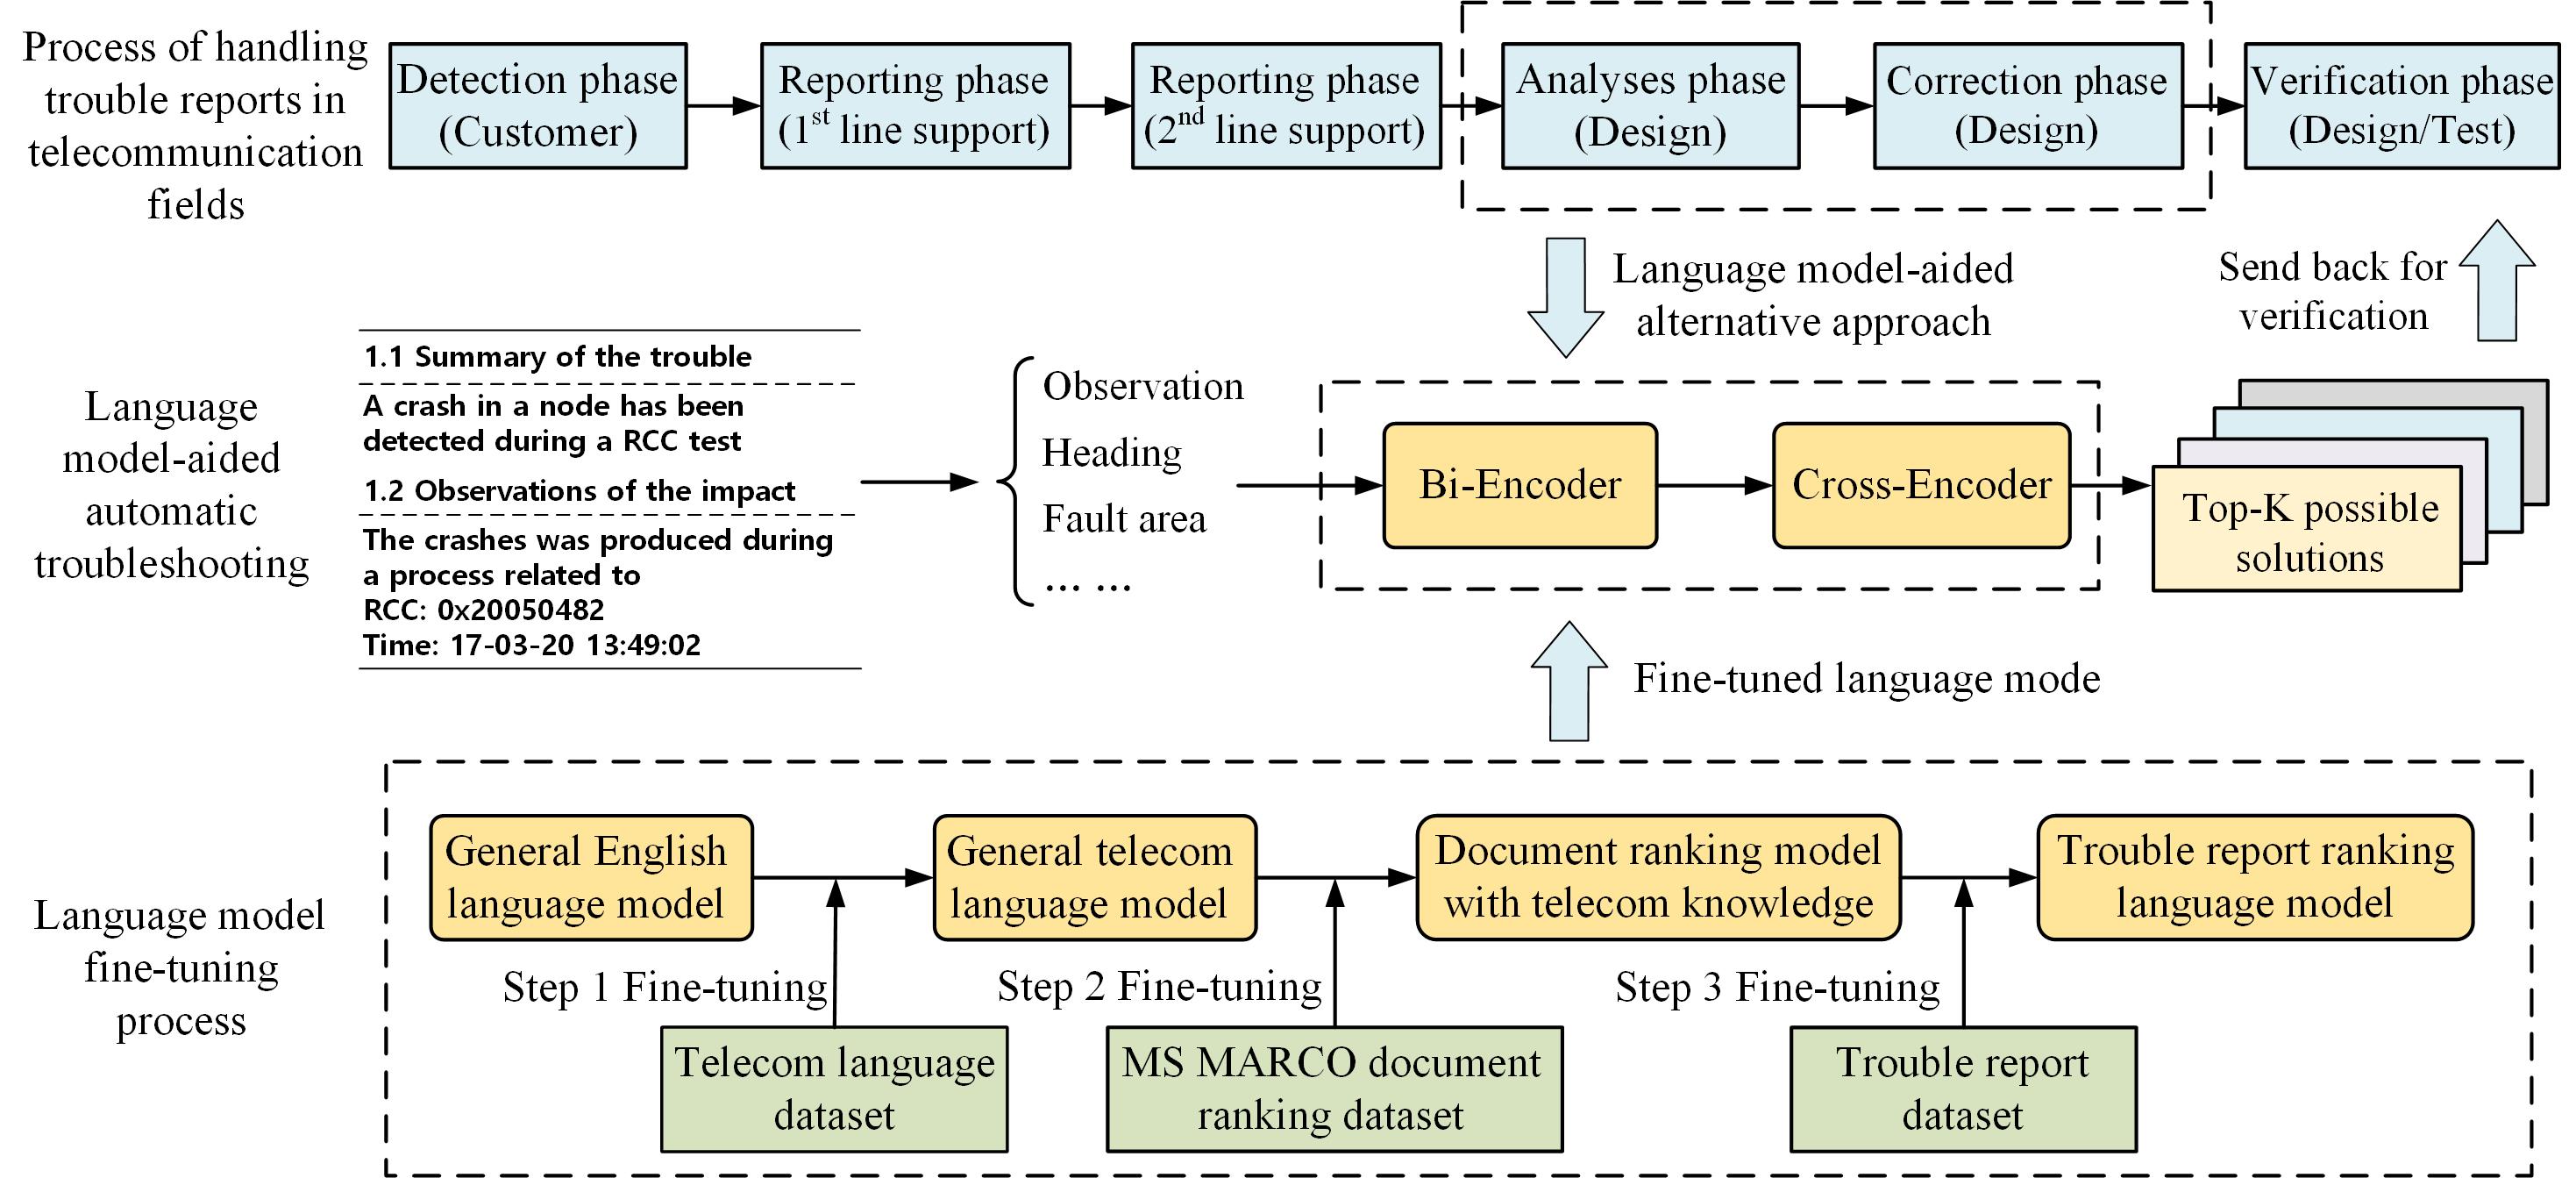 Process of handling
trouble reports in
telecommunication
fields
Detection phase
(Customer)
Reporting phase
(1st line support)
Reporting phase
(2nd line support)
Analyses phase
(Design)
Correction phase
(Design)
Verification phase
(Design/Test)
Language model-aided
alternative approach
Send back for
verification
Language
model-aided
automatic
troubleshooting
1.1 Summary of the trouble
A crash in a node has been
detected during a RCC test
1.2 Observations of the impact
The crashes was produced during
a process related to
RCC: 0x20050482
Time: 17-03-20 13:49:02
Observation
Heading
Fault area
... ...
Bi-Encoder
Cross-Encoder
Top-K possible
solutions
Fine-tuned language mode
Language model
fine-tuning
process
General English
language model
General telecom
language model
Document ranking model
with telecom knowledge
Trouble report ranking
language model
Step 1 Fine-tuning
Step 2 Fine-tuning
Step 3 Fine-tuning
Telecom language
dataset
MS MARCO document
ranking dataset
Trouble report
dataset